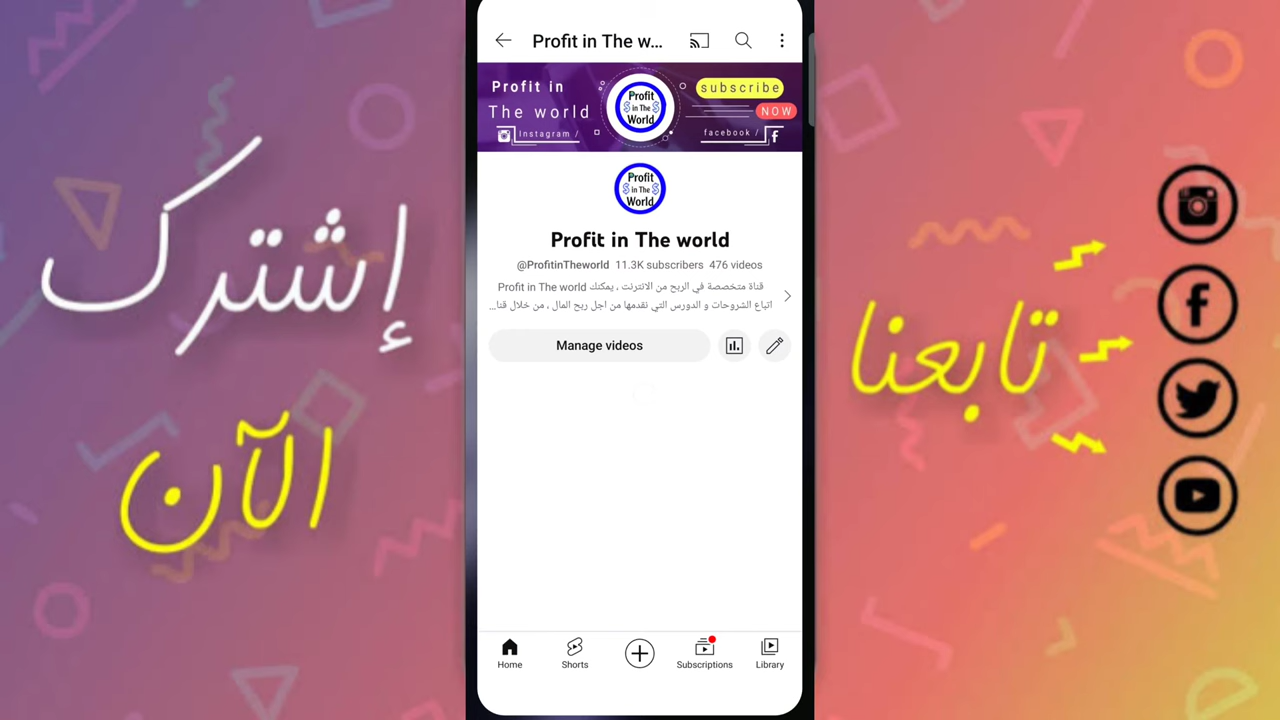 Profit in The w...
Profit in
The world
Instagram /
Profit
$ in The $
World
subscribe
NOW
facebook /
Profit
$ in The $
World
Profit in The world
@ProfitinTheworld 11.3K subscribers 476 videos
قناة متخصصة في الربح من الانترنت ، يمكنك Profit in The world
اتباع الشروحات و الدورس التي نقدمها من اجل ربح المال ، من خلال قنا...
Manage videos
Home
Shorts
Subscriptions
Library
إشترك
الآن
تابعنا